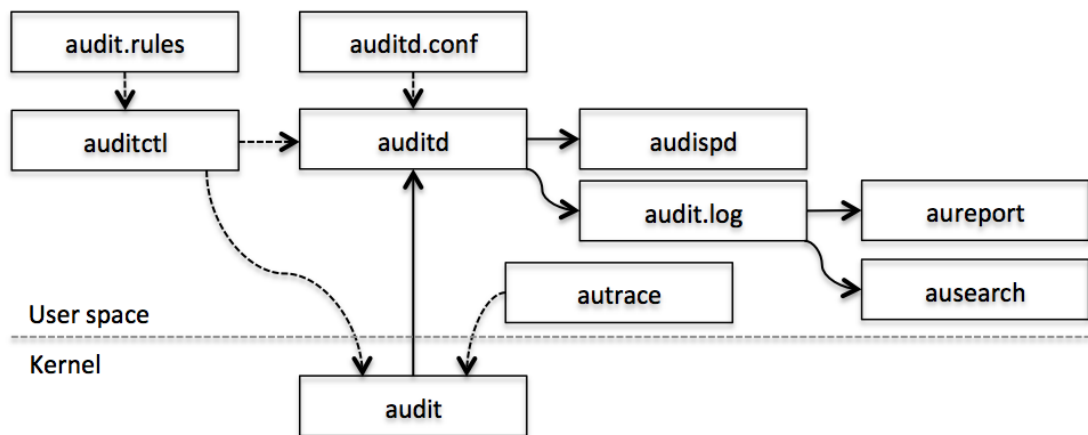 audit.rules
auditd.conf
auditctl
auditd
audispd
audit.log
aureport
autrace
ausearch
User space
Kernel
audit